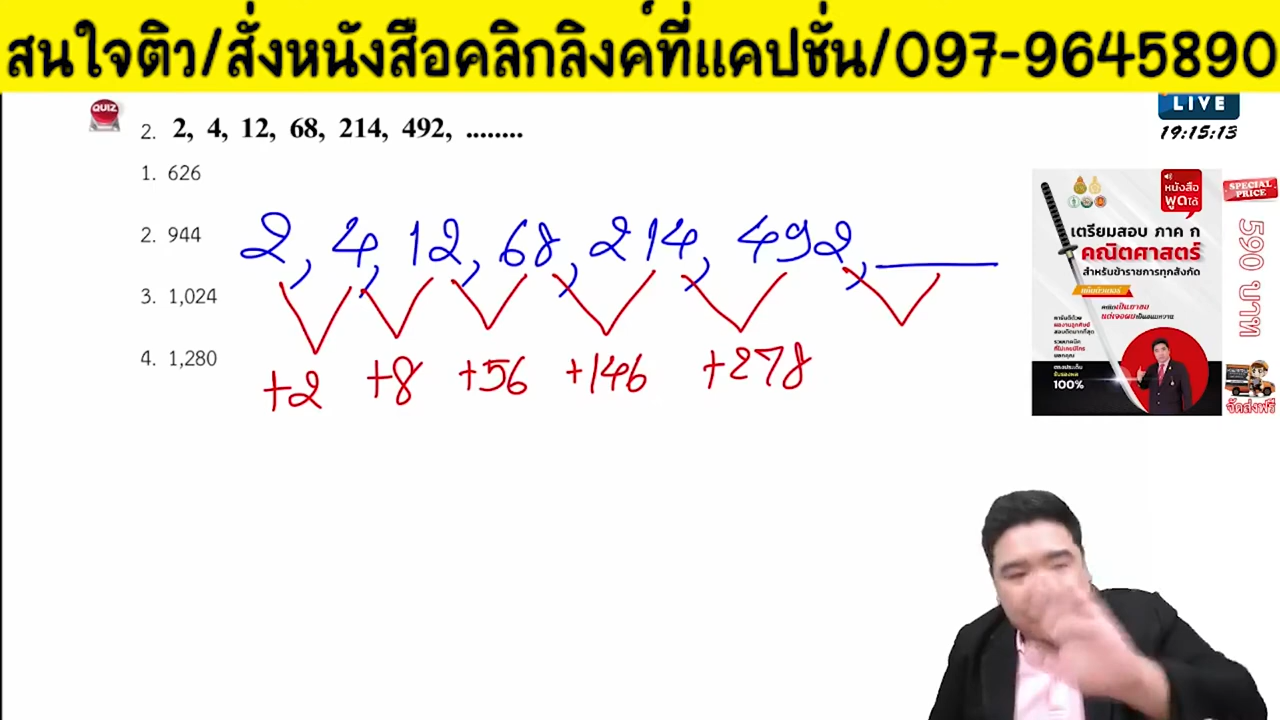 สนใจติว/สั่งหนังสือคลิกลิงค์ที่แคปชั่น/097-9645890
LIVE
19:15:13
QUIZ
2. 2, 4, 12, 68, 214, 492, ........
1. 626
2. 944
3. 1,024
4. 1,280
2, 4, 12, 68, 214, 492,
+2 +8 +56 +146 +278
หนังสือ
พูดได้
เตรียมสอบ ภาค ก
คณิตศาสตร์
สำหรับข้าราชการทุกสังกัด
100%
SPECIAL
PRICE
590 บาท
จัดส่งฟรี